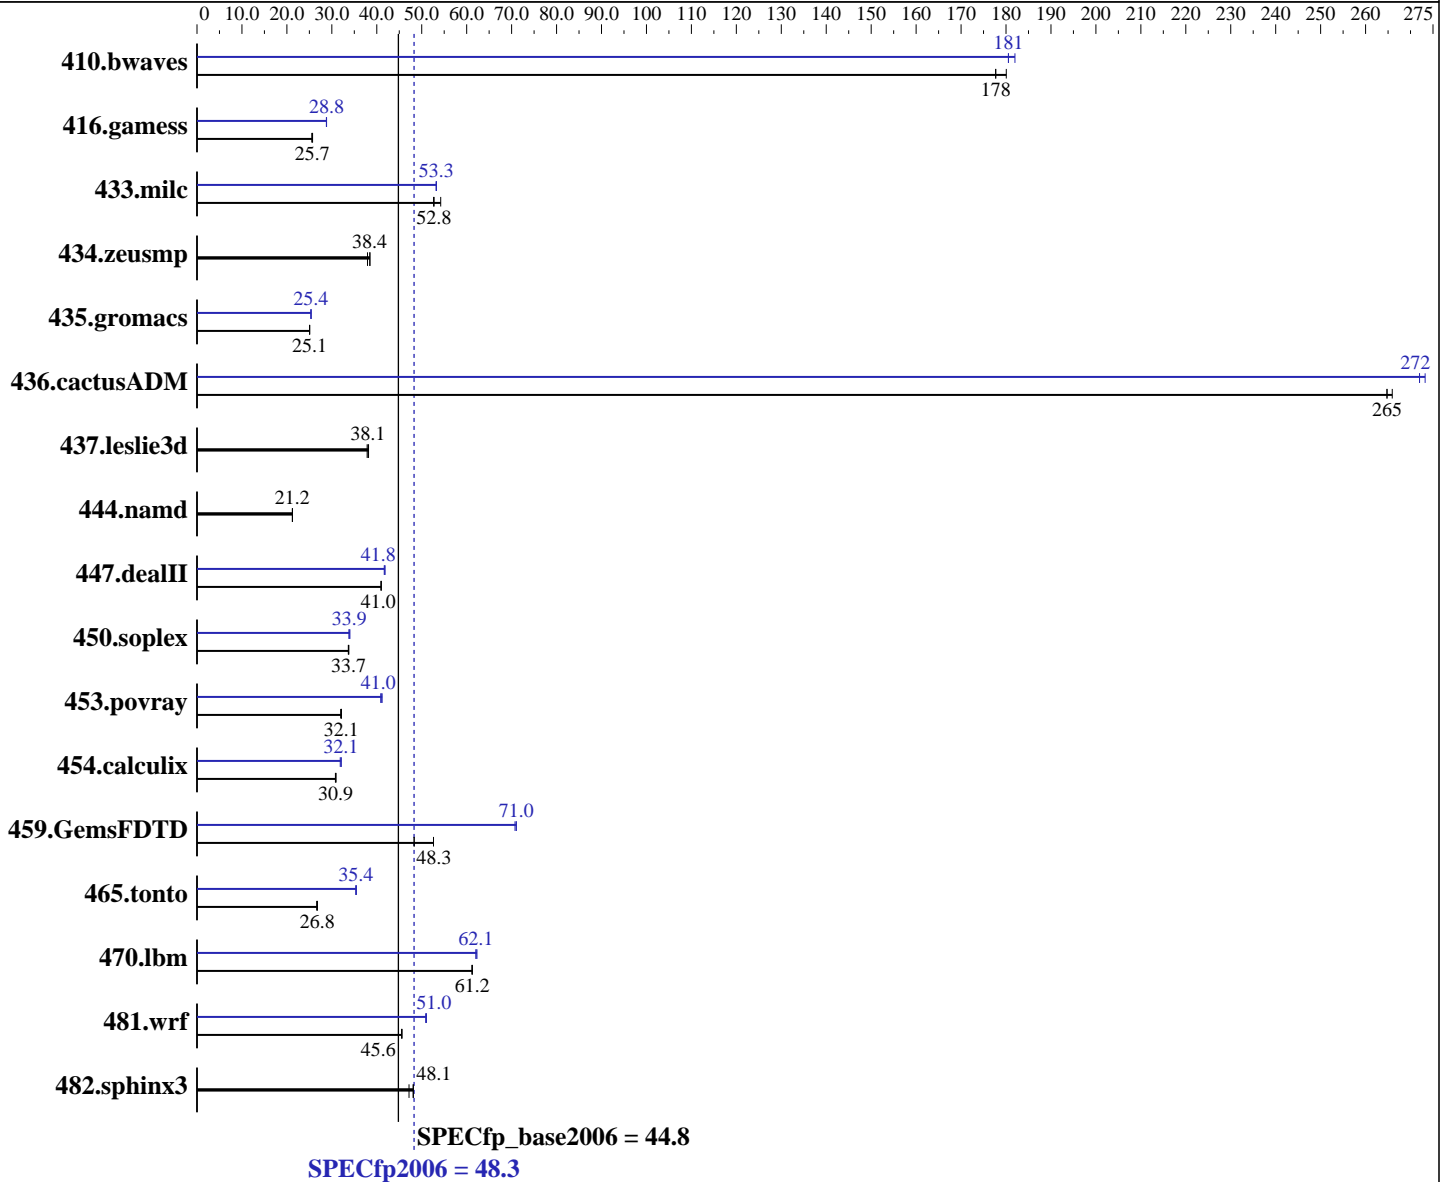 0 10.0 20.0 30.0 40.0 50.0 60.0 70.0 80.0 90.0 100 110 120 130 140 150 160 170 180 190 200 210 220 230 240 250 260 275
410.bwaves 181
178
416.gamess 28.8
25.7
433.milc 53.3
52.8
434.zeusmp 38.4
435.gromacs 25.4
25.1
436.cactusADM 272
265
437.leslie3d 38.1
444.namd 21.2
447.dealII 41.8
41.0
450.soplex 33.9
33.7
453.povray 41.0
32.1
454.calculix 32.1
30.9
459.GemsFDTD 71.0
48.3
465.tonto 35.4
26.8
470.lbm 62.1
61.2
481.wrf 51.0
45.6
482.sphinx3 48.1
SPECfp_base2006 = 44.8
SPECfp2006 = 48.3